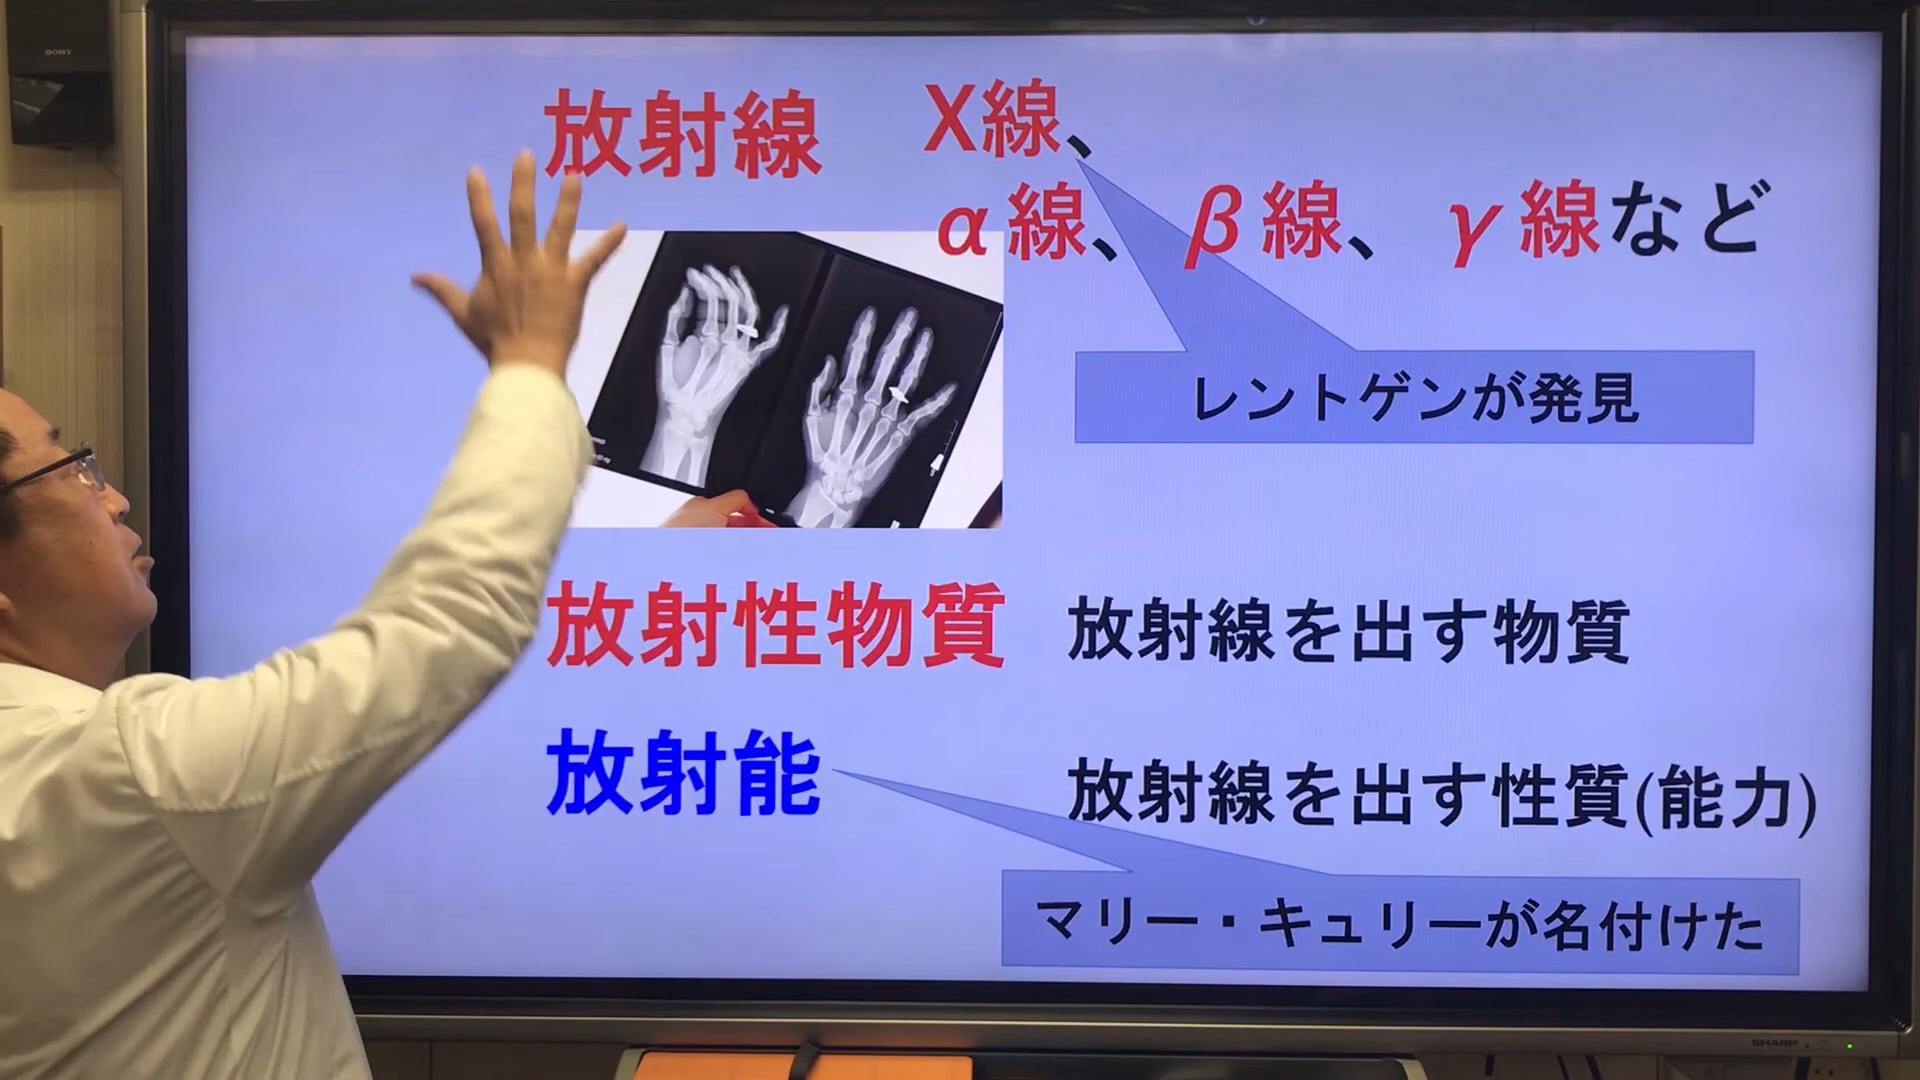 SONY
放射線 X線、
α線、β線、γ線など
レントゲンが発見
放射性物質 放射線を出す物質
放射能 放射線を出す性質(能力)
マリー・キュリーが名付けた
SHARP